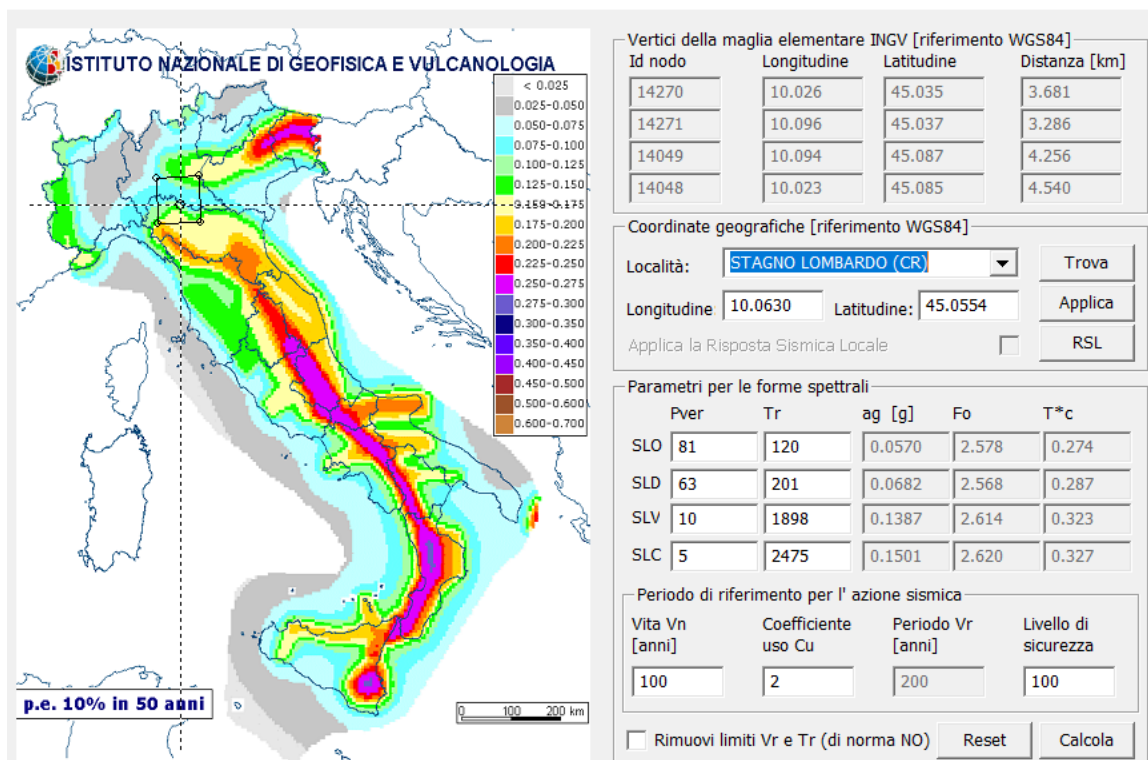 ISTITUTO NAZIONALE DI GEOFISICA E VULCANOLOGIA
< 0.025
0.025-0.050
0.050-0.075
0.075-0.100
0.100-0.125
0.125-0.150
0.150-0.175
0.175-0.200
0.200-0.225
0.225-0.250
0.250-0.275
0.275-0.300
0.300-0.350
0.350-0.400
0.400-0.450
0.450-0.500
0.500-0.600
0.600-0.700
p.e. 10% in 50 anni
0 100 200 km
Vertici della maglia elementare INGV [riferimento WGS84]
Id nodo Longitudine Latitudine Distanza [km]
14270 10.026 45.035 3.681
14271 10.096 45.037 3.286
14049 10.094 45.087 4.256
14048 10.023 45.085 4.540
Coordinate geografiche [riferimento WGS84]
Località: STAGNO LOMBARDO (CR) Trova
Longitudine 10.0630 Latitudine: 45.0554 Applica
Applica la Risposta Sismica Locale RSL
Parametri per le forme spettrali
Pver Tr ag [g] Fo T*c
SLO 81 120 0.0570 2.578 0.274
SLD 63 201 0.0682 2.568 0.287
SLV 10 1898 0.1387 2.614 0.323
SLC 5 2475 0.1501 2.620 0.327
Periodo di riferimento per l' azione sismica
Vita Vn Coefficiente Periodo Vr Livello di
[anni] uso Cu [anni] sicurezza
100 2 200 100
Rimuovi limiti Vr e Tr (di norma NO) Reset Calcola